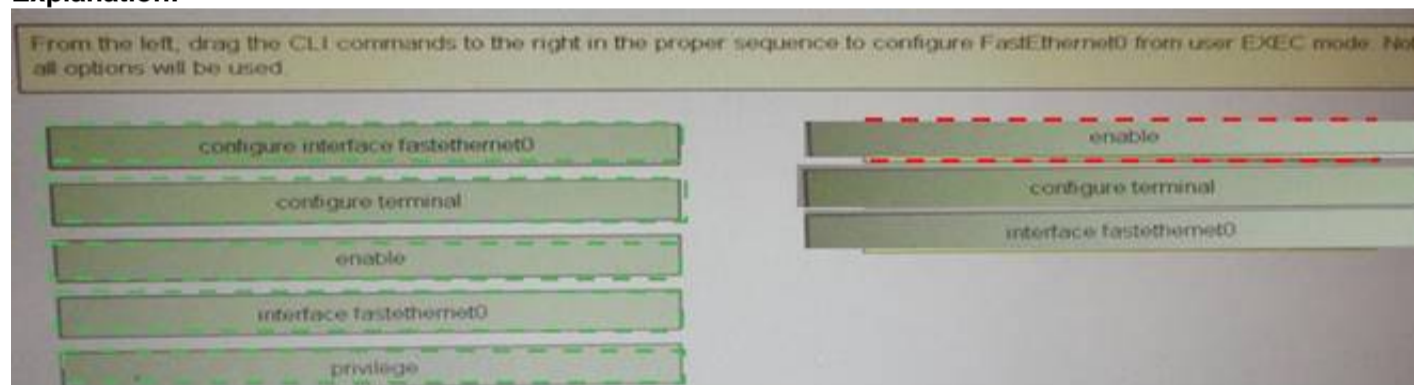 Explanation:
From the left, drag the CLI commands to the right in the proper sequence to configure FastEthernet0 from user EXEC mode. Not
all options will be used.
configure interface fastethernet0
configure terminal
enable
interface fastethernet0
privilege
enable
configure terminal
interface fastethernet0